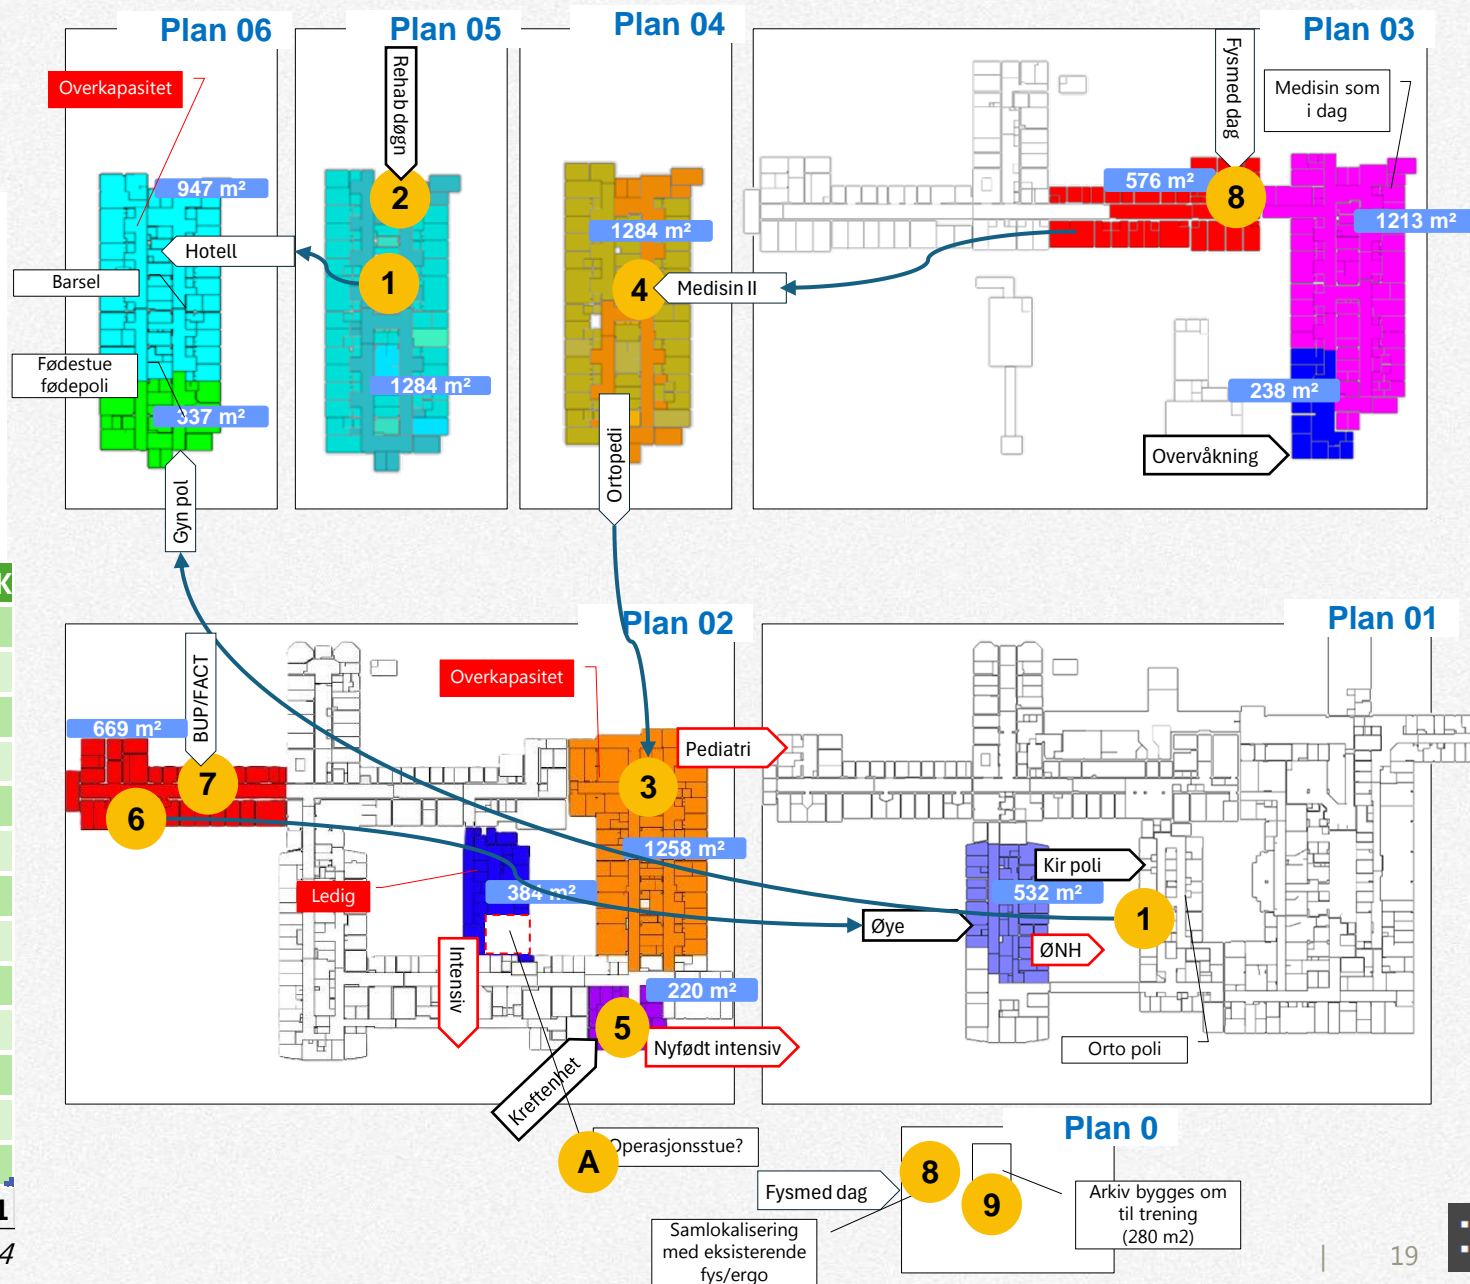 Plan 06
Plan 05
Plan 04
Plan 03
Overkapasitet
Rehab døgn
Fysmed dag
Medisin som
i dag
947 m²
2
1284 m²
576 m²
8
1213 m²
Hotell
Barsel
1
4
Medisin II
Fødestue
fødepoli
1284 m²
238 m²
337 m²
Overvåkning
Gyn pol
Ortopedi
K
Plan 02
Plan 01
BUP/FACT
Overkapasitet
669 m²
Pediatri
7
3
6
1258 m²
Kir poli
Ledig
384 m²
532 m²
1
Øye
ØNH
Intensiv
220 m²
5
Nyfødt intensiv
Orto poli
Kreftenhet
Plan 0
A
Operasjonsstue?
8
Fysmed dag
9
Arkiv bygges om
til trening
(280 m2)
Samlokalisering
med eksisterende
fys/ergo
1
4
|
19